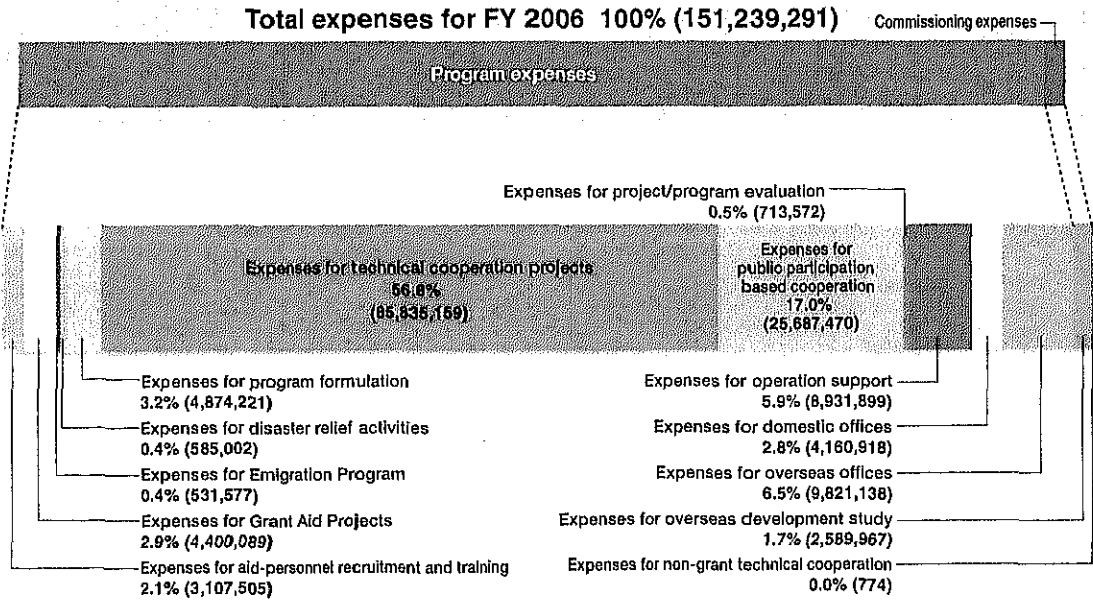 Total expenses for FY 2006 100% (151,239,291)
Commissioning expenses
Program expenses
Expenses for project/program evaluation
0.5% (713,572)
Expenses for technical cooperation projects
56.8%
(85,835,159)
Expenses for
public participation
based cooperation
17.0%
(25,687,470)
Expenses for program formulation
3.2% (4,874,221)
Expenses for disaster relief activities
0.4% (585,002)
Expenses for Emigration Program
0.4% (531,577)
Expenses for Grant Aid Projects
2.9% (4,400,089)
Expenses for aid-personnel recruitment and training
2.1% (3,107,505)
Expenses for operation support
5.9% (8,931,899)
Expenses for domestic offices
2.8% (4,160,918)
Expenses for overseas offices
6.5% (9,821,138)
Expenses for overseas development study
1.7% (2,589,967)
Expenses for non-grant technical cooperation
0.0% (774)